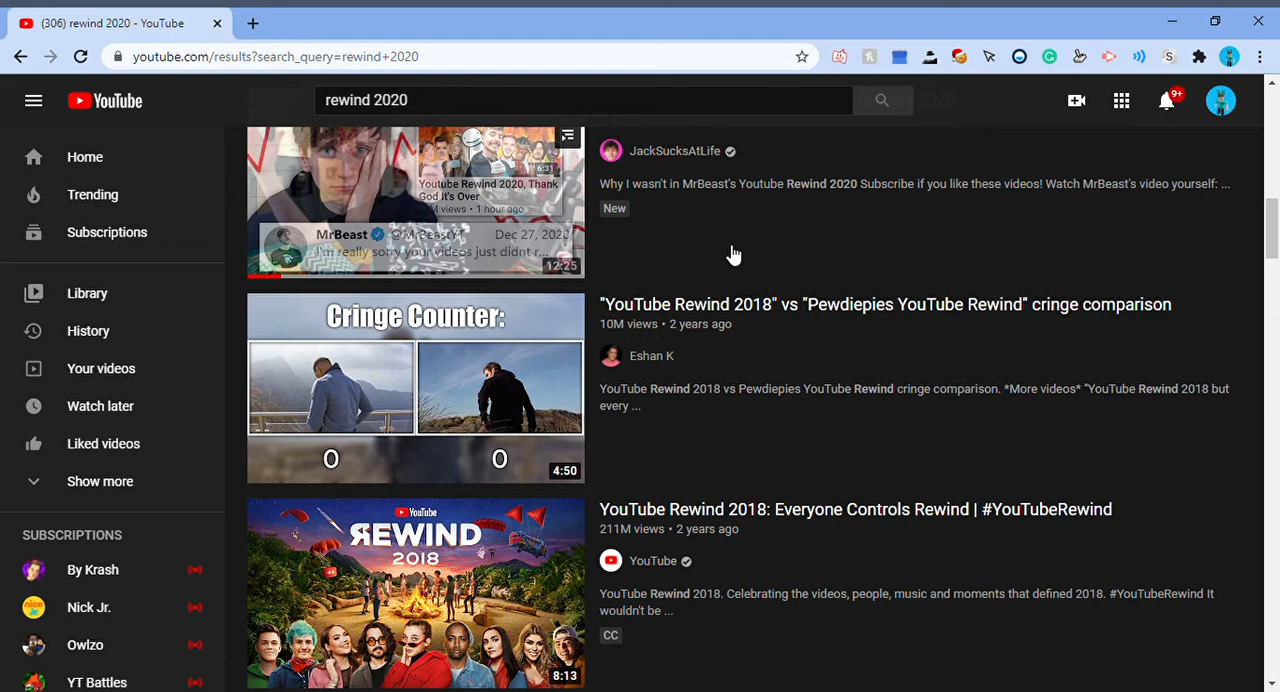 (306) rewind 2020 - YouTube
youtube.com/results?search_query=rewind+2020
YouTube
rewind 2020
9+
Home
Trending
Subscriptions
Library
History
Your videos
Watch later
Liked videos
Show more
SUBSCRIPTIONS
By Krash
Nick Jr.
Owlzo
YT Battles
6:31
Youtube Rewind 2020, Thank
God It's Over
views • 1 hour ago
MrBeast @MrBeastYT Dec 27, 2020
I'm really sorry your videos just didnt r...
12:25
JackSucksAtLife
Why I wasn't in MrBeast's Youtube Rewind 2020 Subscribe if you like these videos! Watch MrBeast's video yourself: ...
New
Cringe Counter:
0 0
4:50
"YouTube Rewind 2018" vs "Pewdiepies YouTube Rewind" cringe comparison
10M views • 2 years ago
Eshan K
YouTube Rewind 2018 vs Pewdiepies YouTube Rewind cringe comparison. *More videos* "YouTube Rewind 2018 but
every ...
YouTube
REWIND
2018
8:13
YouTube Rewind 2018: Everyone Controls Rewind | #YouTubeRewind
211M views • 2 years ago
YouTube
YouTube Rewind 2018. Celebrating the videos, people, music and moments that defined 2018. #YouTubeRewind It
wouldn't be ...
CC